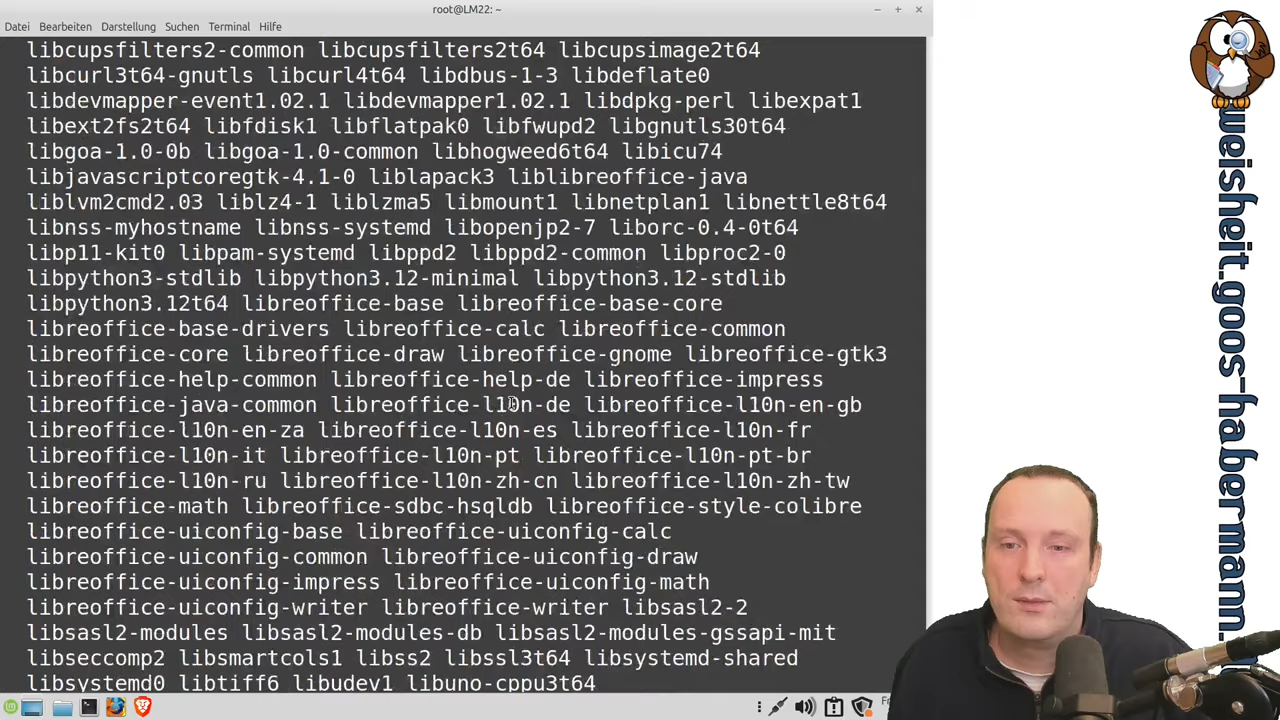 root@LM22: ~
Datei Bearbeiten Darstellung Suchen Terminal Hilfe
libcupsfilters2-common libcupsfilters2t64 libcupsimage2t64
libcurl3t64-gnutls libcurl4t64 libdbus-1-3 libdeflate0
libdevmapper-event1.02.1 libdevmapper1.02.1 libdpkg-perl libexpat1
libext2fs2t64 libfdisk1 libflatpak0 libfwupd2 libgnutls30t64
libgoa-1.0-0b libgoa-1.0-common libhogweed6t64 libicu74
libjavascriptcoregtk-4.1-0 liblapack3 liblibreoffice-java
liblvm2cmd2.03 liblz4-1 liblzma5 libmount1 libnetplan1 libnettle8t64
libnss-myhostname libnss-systemd libopenjp2-7 liborc-0.4-0t64
libp11-kit0 libpam-systemd libppd2 libppd2-common libproc2-0
libpython3-stdlib libpython3.12-minimal libpython3.12-stdlib
libpython3.12t64 libreoffice-base libreoffice-base-core
libreoffice-base-drivers libreoffice-calc libreoffice-common
libreoffice-core libreoffice-draw libreoffice-gnome libreoffice-gtk3
libreoffice-help-common libreoffice-help-de libreoffice-impress
libreoffice-java-common libreoffice-l10n-de libreoffice-l10n-en-gb
libreoffice-l10n-en-za libreoffice-l10n-es libreoffice-l10n-fr
libreoffice-l10n-it libreoffice-l10n-pt libreoffice-l10n-pt-br
libreoffice-l10n-ru libreoffice-l10n-zh-cn libreoffice-l10n-zh-tw
libreoffice-math libreoffice-sdbc-hsqldb libreoffice-style-colibre
libreoffice-uiconfig-base libreoffice-uiconfig-calc
libreoffice-uiconfig-common libreoffice-uiconfig-draw
libreoffice-uiconfig-impress libreoffice-uiconfig-math
libreoffice-uiconfig-writer libreoffice-writer libsasl2-2
libsasl2-modules libsasl2-modules-db libsasl2-modules-gssapi-mit
libseccomp2 libsmartcols1 libss2 libssl3t64 libsystemd-shared
libsystemd0 libtiff6 libudev1 libuno-cppu3t64
weisheit.goos-habermann.